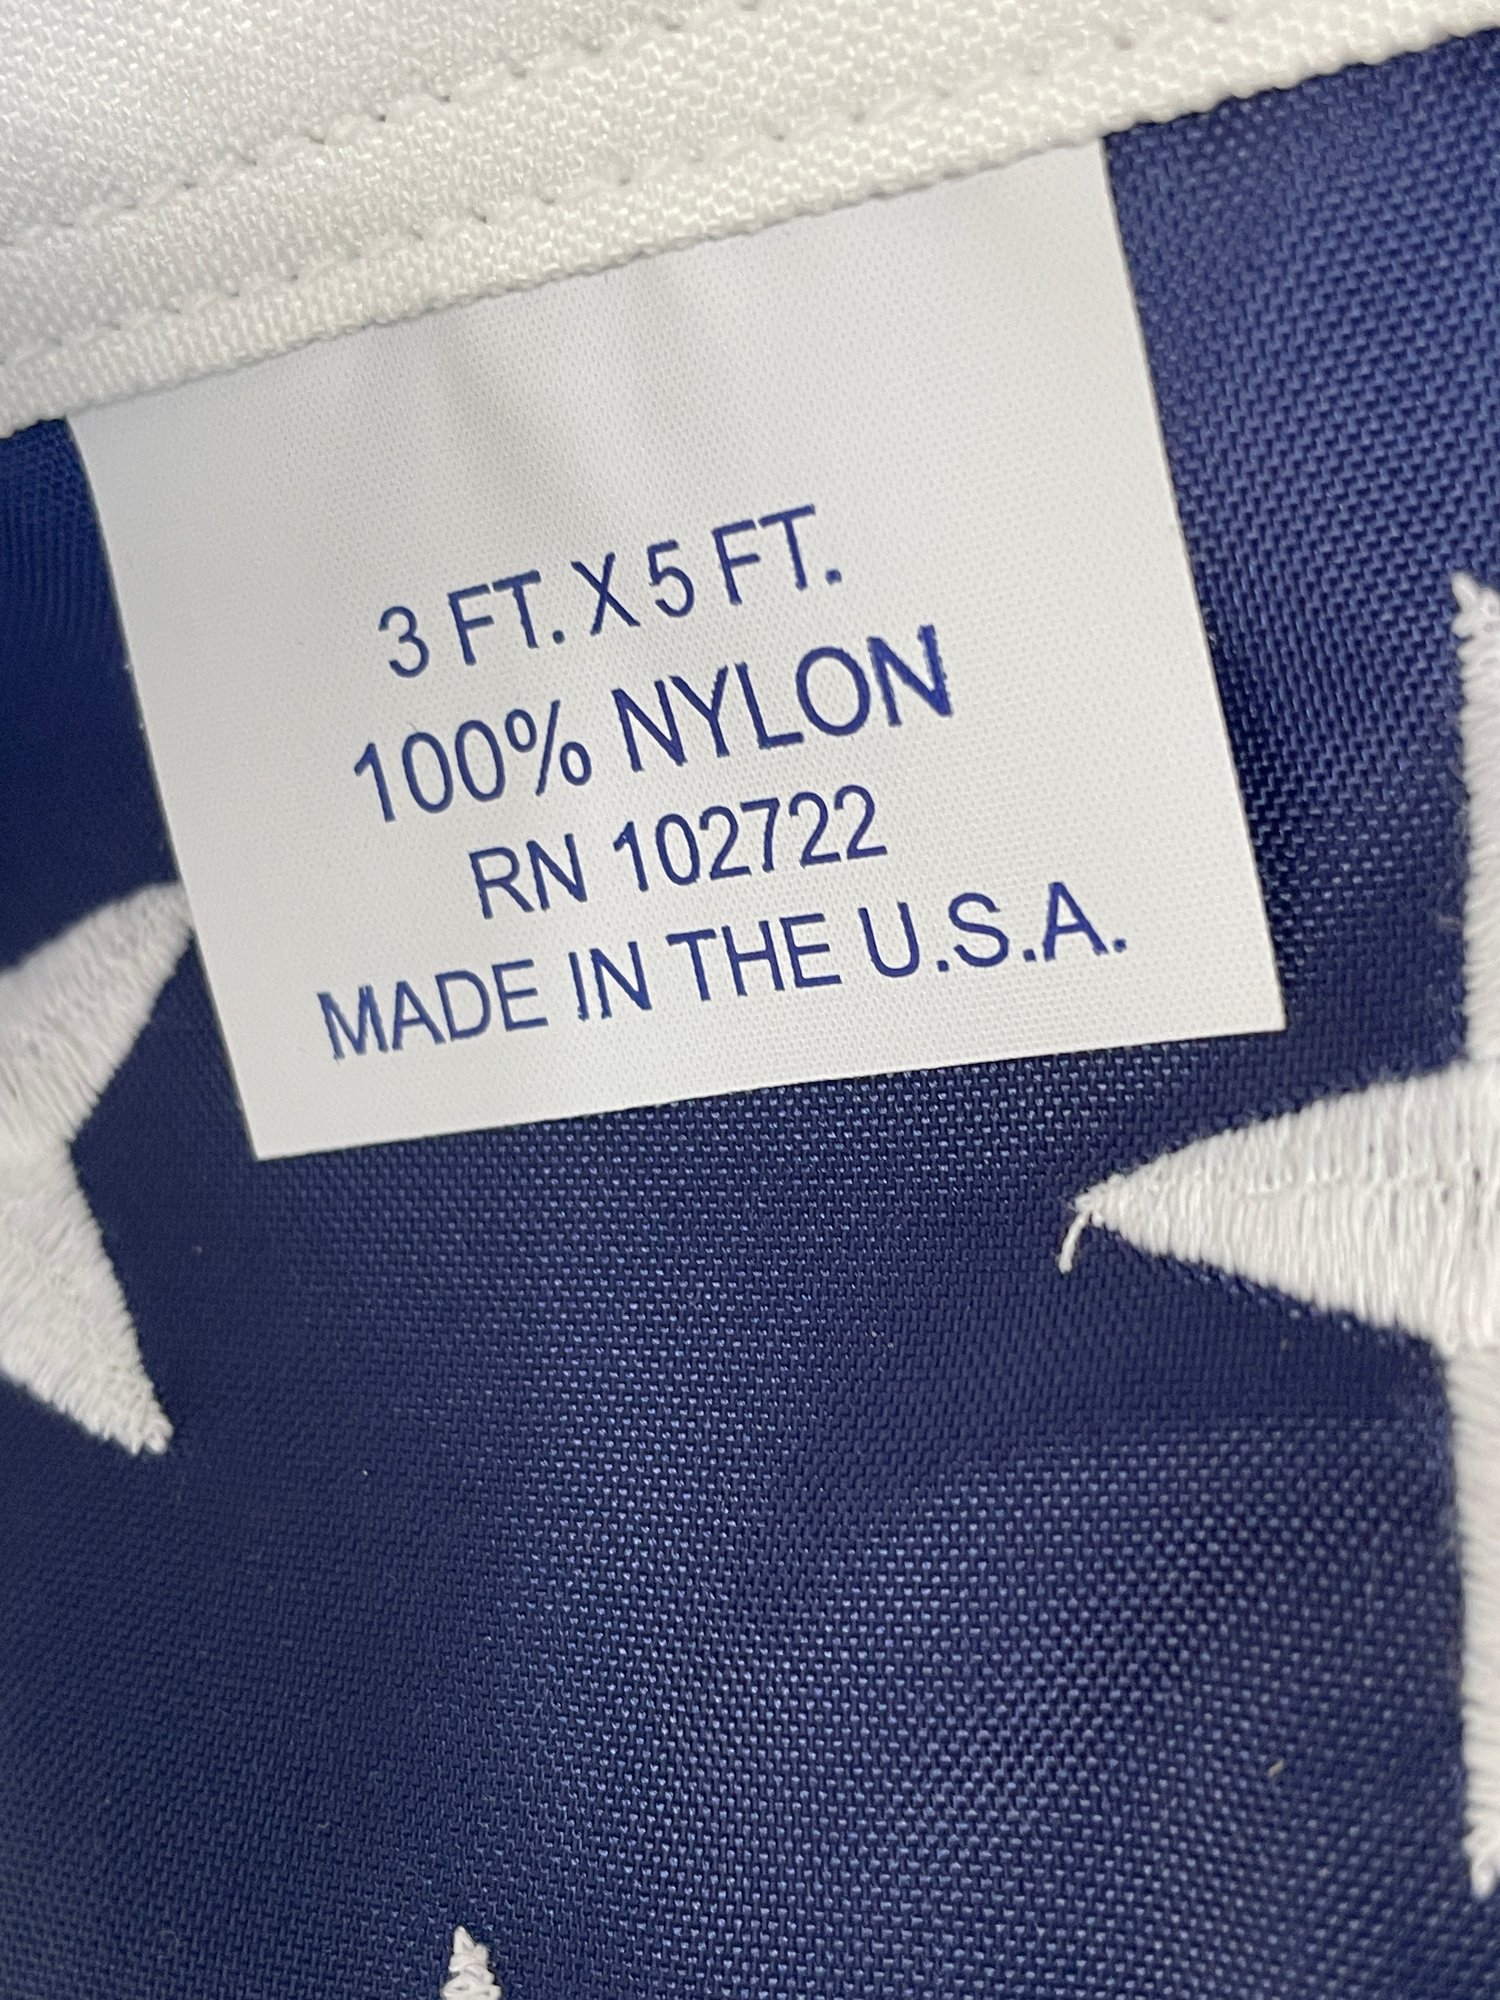 3 FT. X 5 FT.
100% NYLON
RN 102722
MADE IN THE U.S.A.